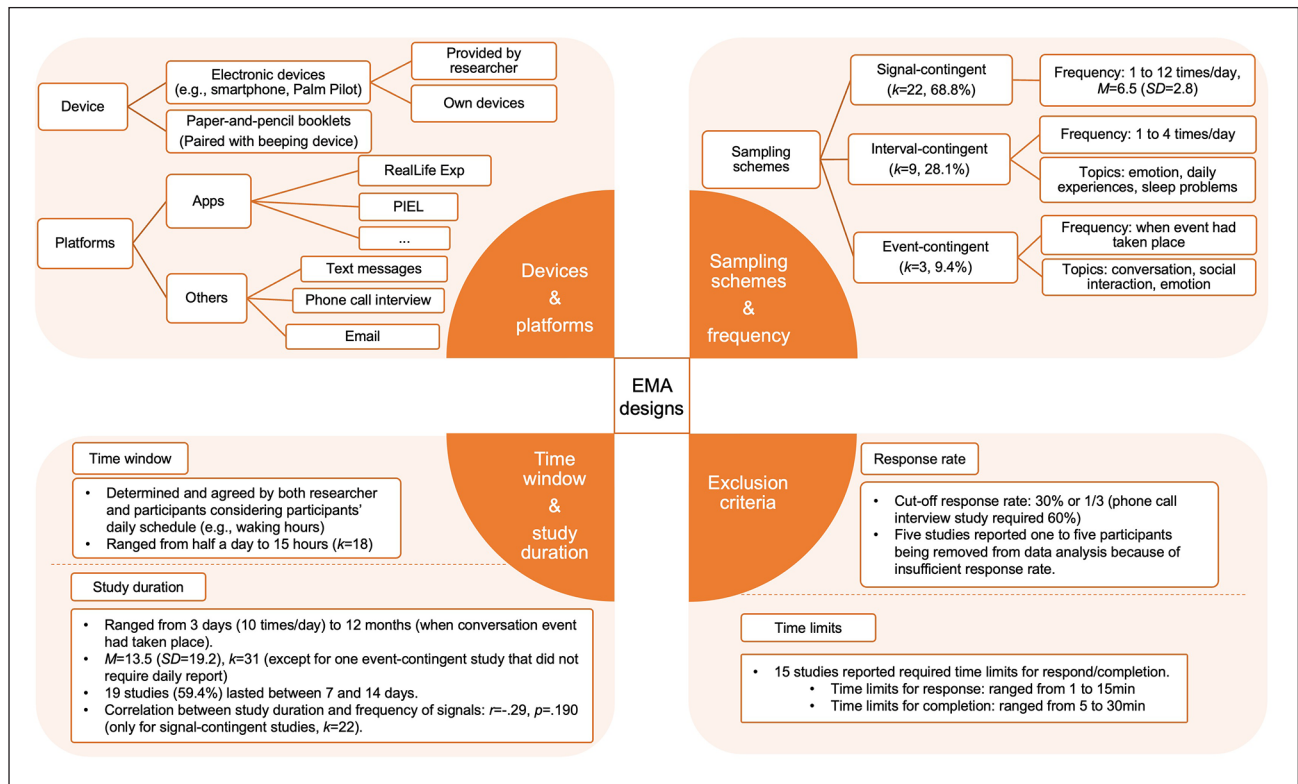 Device
Electronic devices
(e.g., smartphone, Palm Pilot)
Provided by
researcher
Own devices
Paper-and-pencil booklets
(Paired with beeping device)
Platforms
Apps
RealLife Exp
PIEL
...
Others
Text messages
Phone call interview
Email
Devices
&
platforms
Sampling
schemes
Signal-contingent
(k=22, 68.8%)
Frequency: 1 to 12 times/day,
M=6.5 (SD=2.8)
Interval-contingent
(k=9, 28.1%)
Frequency: 1 to 4 times/day
Topics: emotion, daily
experiences, sleep problems
Event-contingent
(k=3, 9.4%)
Frequency: when event had
taken place
Topics: conversation, social
interaction, emotion
Sampling
schemes
&
frequency
EMA
designs
Time window
• Determined and agreed by both researcher
and participants considering participants'
daily schedule (e.g., waking hours)
• Ranged from half a day to 15 hours (k=18)
Study duration
• Ranged from 3 days (10 times/day) to 12 months (when conversation event
had taken place).
• M=13.5 (SD=19.2), k=31 (except for one event-contingent study that did not
require daily report)
• 19 studies (59.4%) lasted between 7 and 14 days.
• Correlation between study duration and frequency of signals: r=-.29, p=.190
(only for signal-contingent studies, k=22).
Time
window
&
study
duration
Exclusion
criteria
Response rate
• Cut-off response rate: 30% or 1/3 (phone call
interview study required 60%)
• Five studies reported one to five participants
being removed from data analysis because of
insufficient response rate.
Time limits
• 15 studies reported required time limits for respond/completion.
• Time limits for response: ranged from 1 to 15min
• Time limits for completion: ranged from 5 to 30min